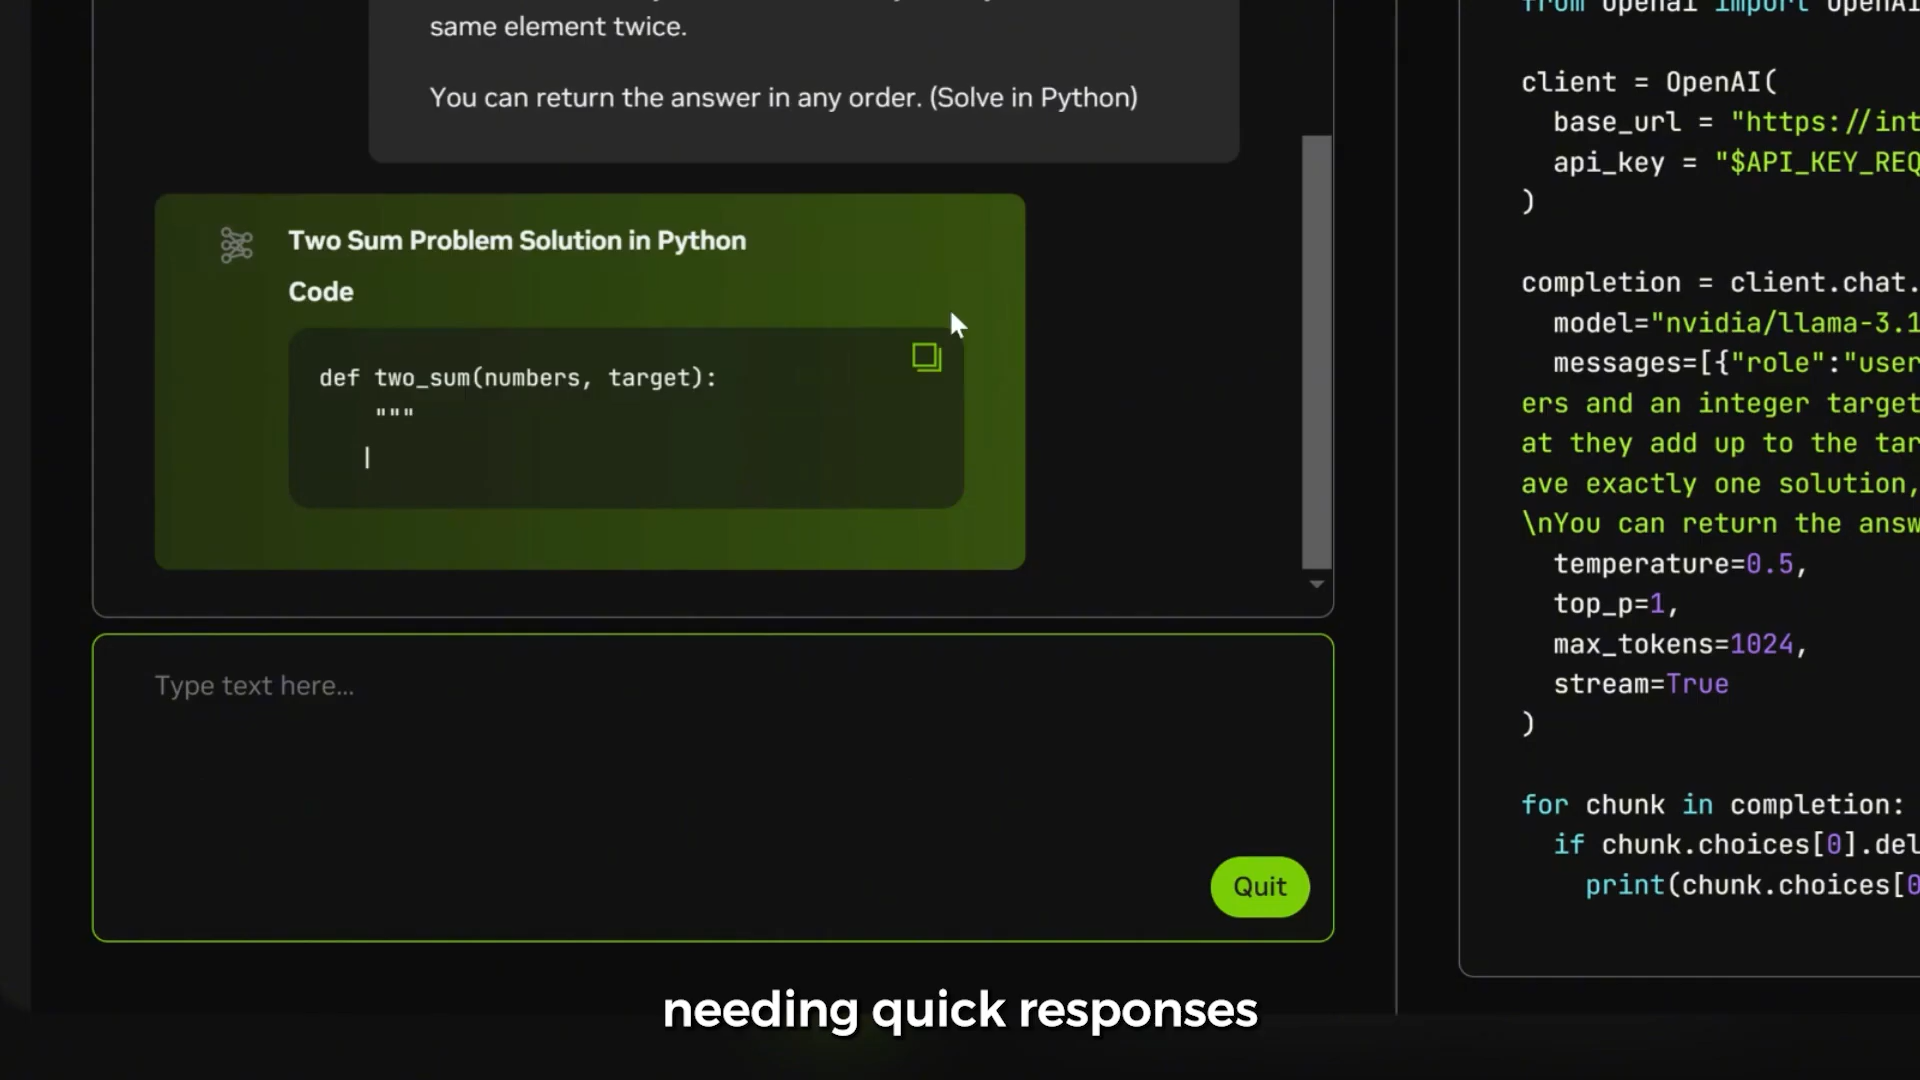 same element twice.
You can return the answer in any order. (Solve in Python)
Two Sum Problem Solution in Python
Code
def two_sum(numbers, target):
"""
Type text here...
Quit
from openai import OpenAI
client = OpenAI(
base_url = "https://int
api_key = "$API_KEY_REQ
)
completion = client.chat.
model="nvidia/llama-3.1
messages=[{"role":"user
ers and an integer target
at they add up to the tar
ave exactly one solution,
\nYou can return the answ
temperature=0.5,
top_p=1,
max_tokens=1024,
stream=True
)
for chunk in completion:
if chunk.choices[0].del
print(chunk.choices[0
needing quick responses